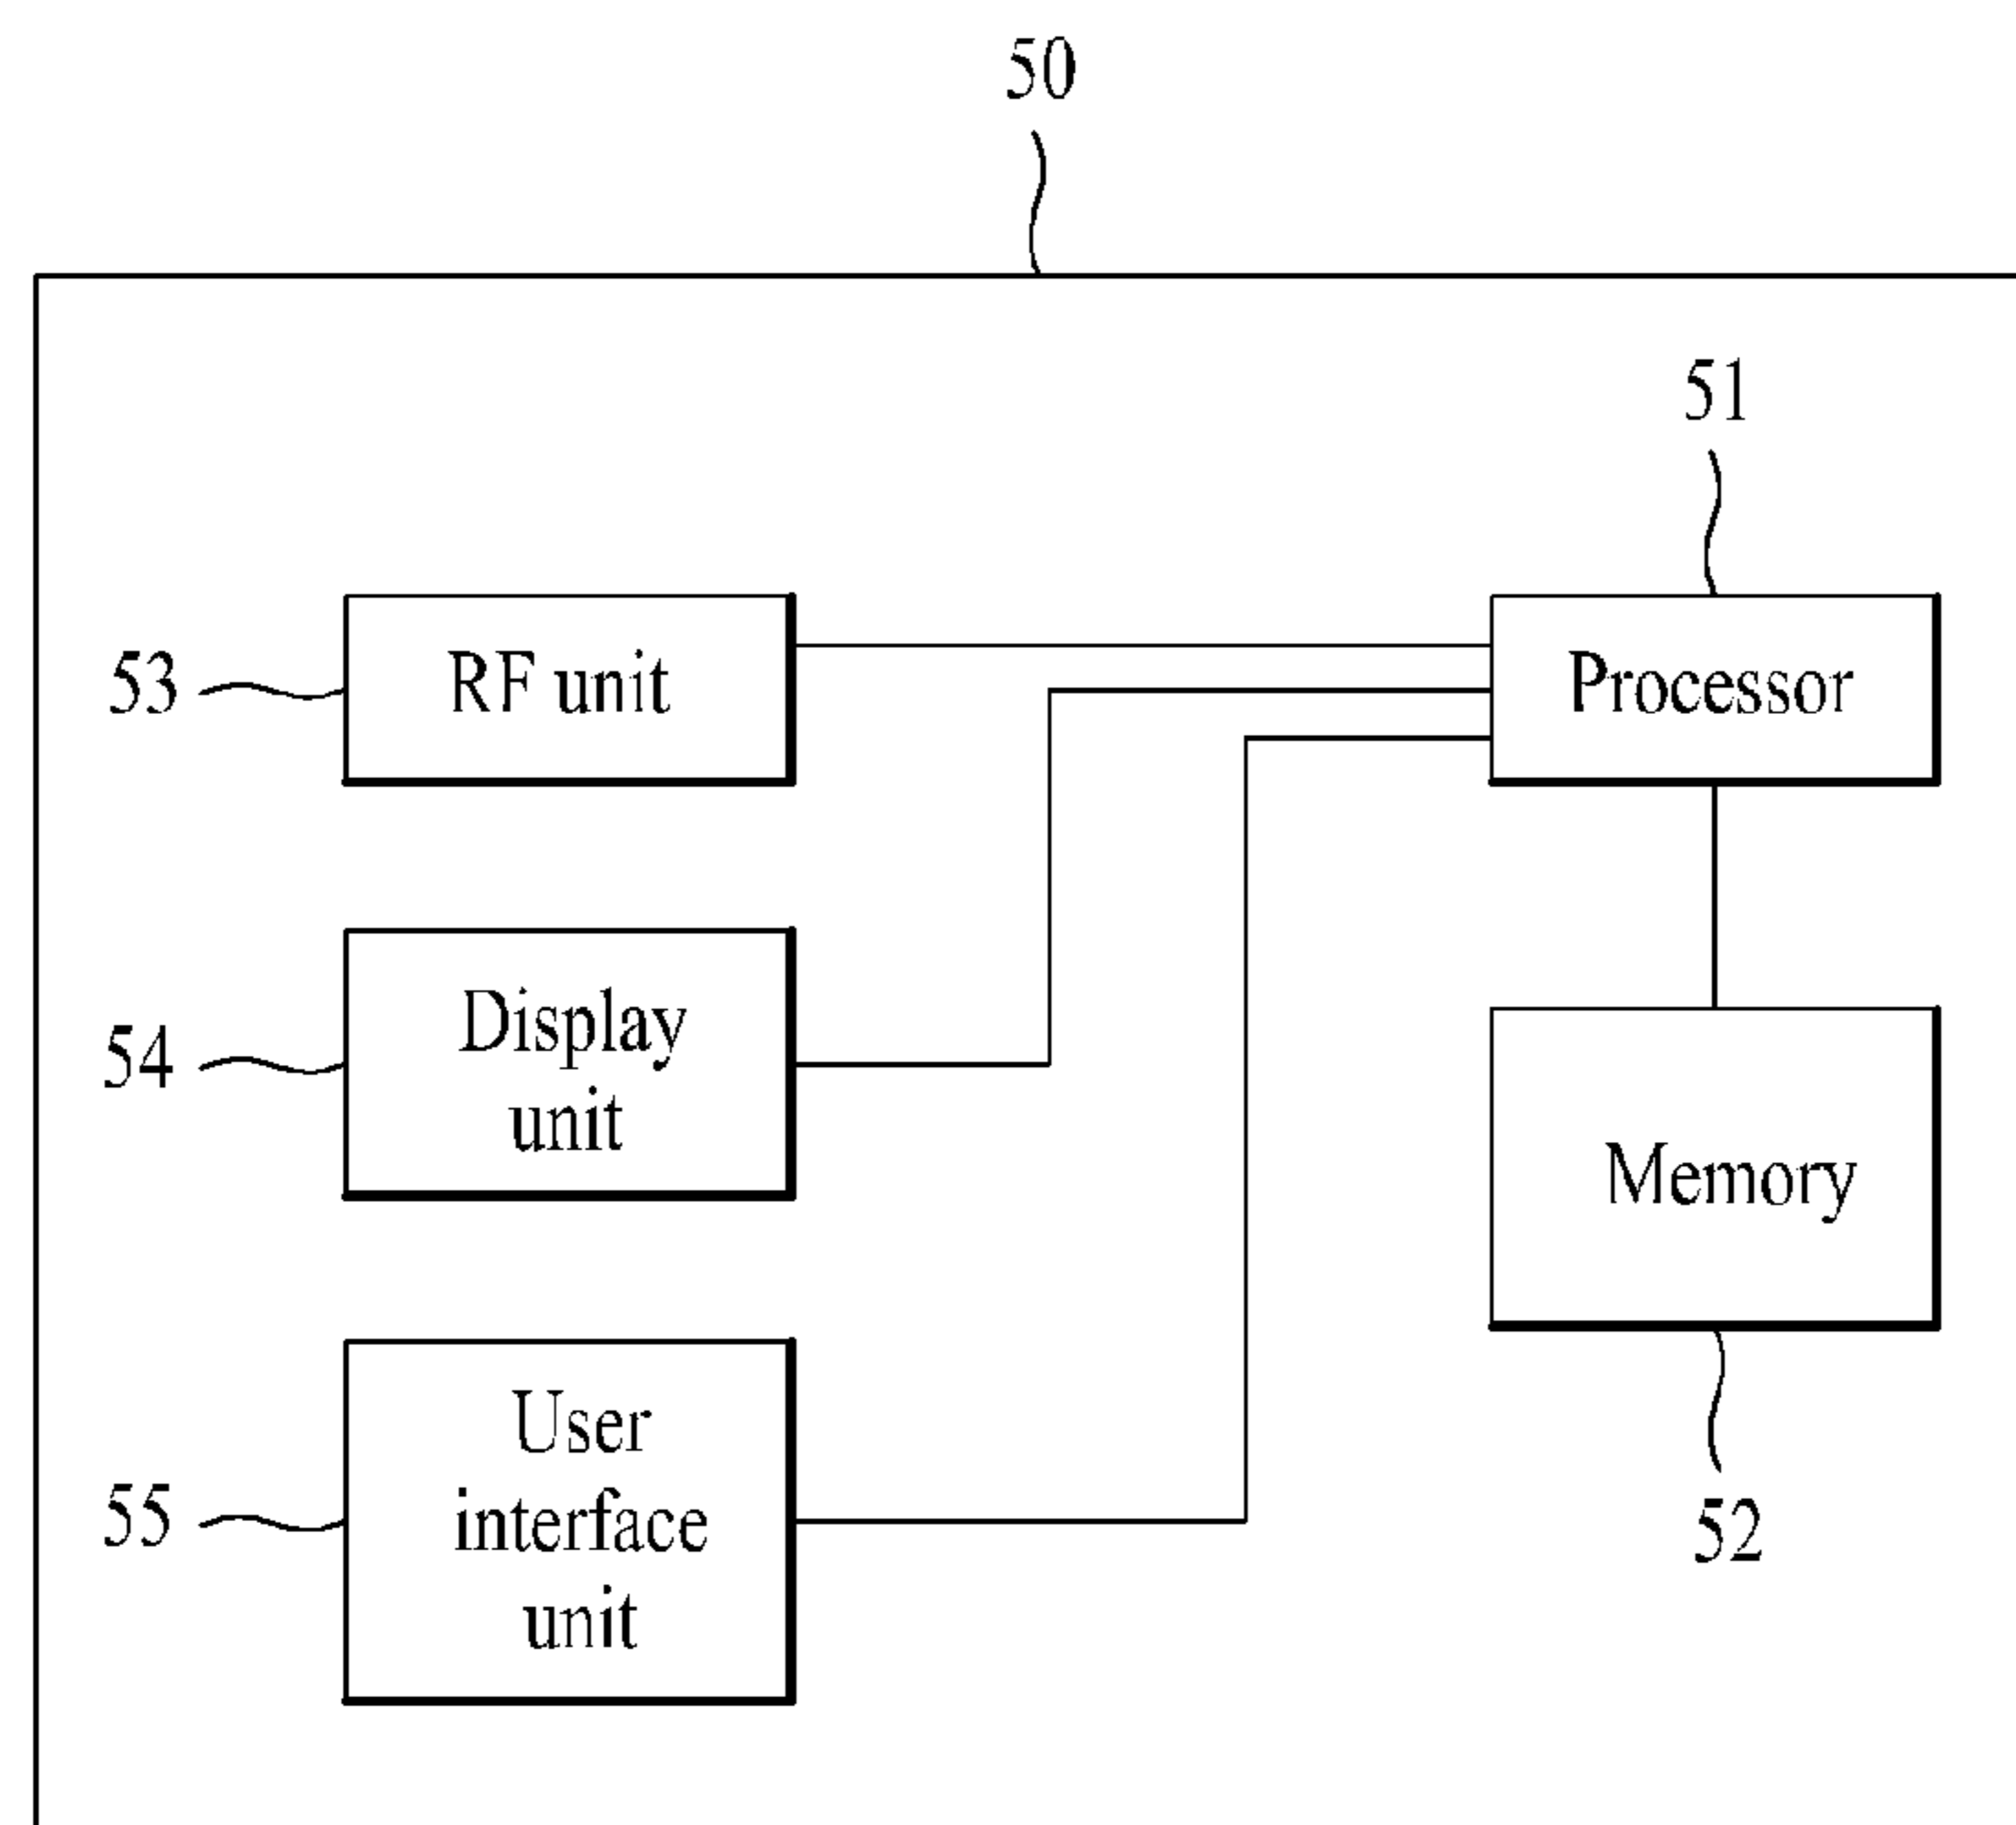 50
51
53
RF unit
Processor
54
Display
unit
Memory
55
User
interface
unit
52